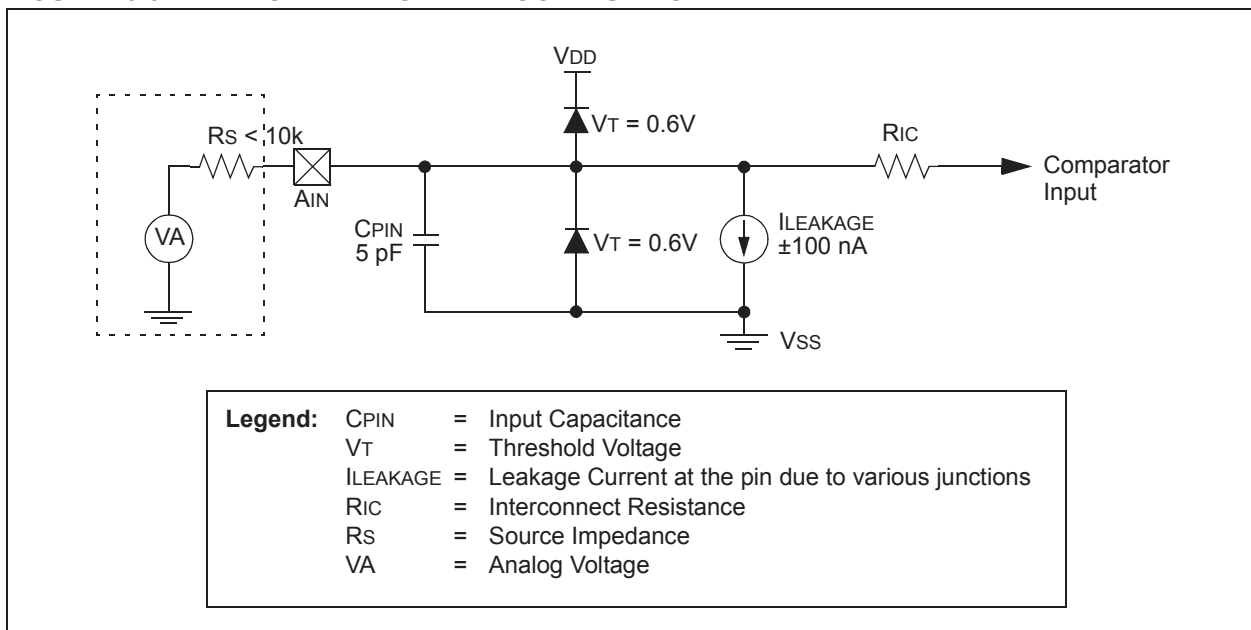 VDD
VT = 0.6V
RS < 10k
RIC
AIN
Comparator
Input
VA
CPIN
5 pF
VT = 0.6V
ILEAKAGE
±100 nA
VSS
Legend: CPIN = Input Capacitance
VT = Threshold Voltage
ILEAKAGE = Leakage Current at the pin due to various junctions
RIC = Interconnect Resistance
RS = Source Impedance
VA = Analog Voltage